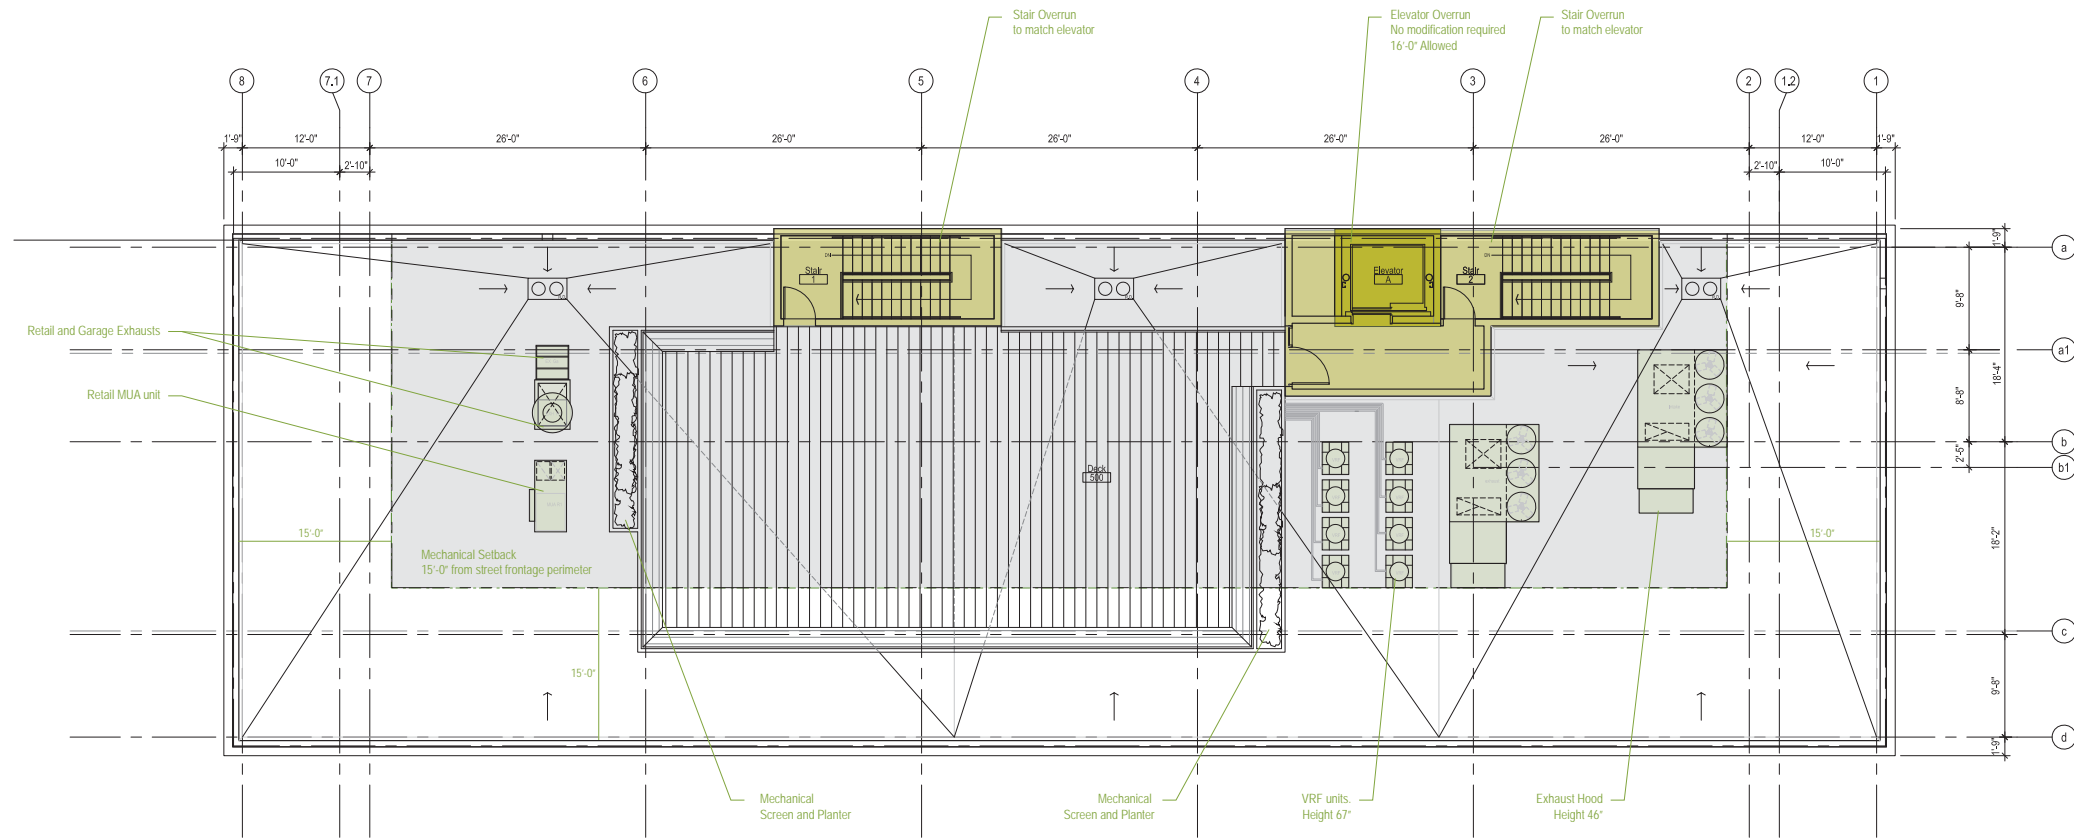 Stair Overrun
to match elevator
Elevator Overrun
No modification required
16'-0" Allowed
Stair Overrun
to match elevator
8
7.1
7
6
5
4
3
2
1.2
1
1'-9"
12'-0"
26'-0"
26'-0"
26'-0"
26'-0"
26'-0"
12'-0"
1'-9"
10'-0"
2'-10"
2'-10"
10'-0"
1'-9"
a
DN
DN
Stair
1
Elevator
A
Stair
2
9'-8"
Retail and Garage Exhausts
a1
18'-4"
8'-8"
Retail MUA unit
b
2'-5"
b1
Deck
500
15'-0"
15'-0"
18'-2"
Mechanical Setback
15'-0" from street frontage perimeter
c
15'-0"
9'-8"
d
1'-9"
Mechanical
Screen and Planter
Mechanical
Screen and Planter
VRF units.
Height 67"
Exhaust Hood
Height 46"